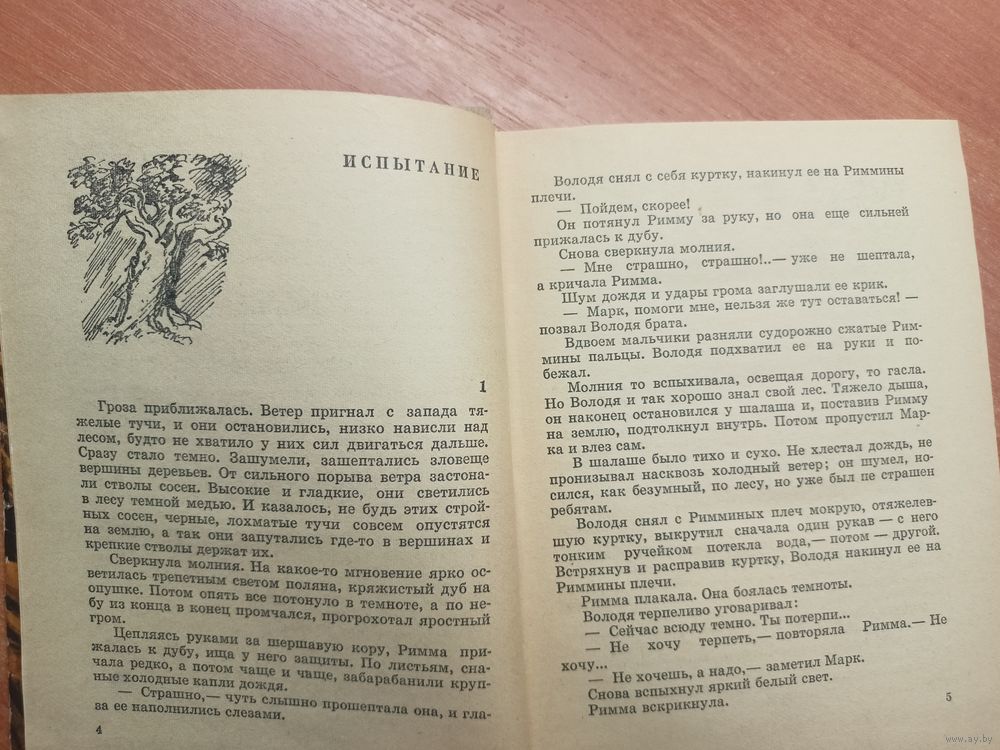 ИСПЫТАНИЕ
1
Гроза приближалась. Ветер пригнал с запада тя-
желые тучи, и они остановились, низко нависли над
лесом, будто не хватило у них сил двигаться дальше.
Сразу стало темно. Зашумели, зашептались зловеще
вершины деревьев. От сильного порыва ветра застона-
ли стволы сосен. Высокие и гладкие, они светились
в лесу темной медью. И казалось, не будь этих строй-
ных сосен, черные, лохматые тучи совсем опустятся
на землю, а так они запутались где-то в вершинах и
крепкие стволы держат их.
Сверкнула молния. На какое-то мгновение ярко ос-
ветилась трепетным светом поляна, кряжистый дуб на
опушке. Потом опять все потонуло в темноте, а по не-
бу из конца в конец промчался, прогрохотал яростный
гром.
Цепляясь руками за шершавую кору, Римма при-
жалась к дубу, ища у него защиты. По листьям, сна-
чала редко, а потом чаще и чаще, забарабанили круп-
ные холодные капли дождя.
— Страшно,— чуть слышно прошептала она, и гла-
за ее наполнились слезами.
4
Володя снял с себя куртку, накинул ее на Риммины
плечи.
— Пойдем, скорее!
Он потянул Римму за руку, но она еще сильней
прижалась к дубу.
Снова сверкнула молния.
— Мне страшно, страшно!..— уже не шептала,
а кричала Римма.
Шум дождя и удары грома заглушали ее крик.
— Марк, помоги мне, нельзя же тут оставаться! —
позвал Володя брата.
Вдвоем мальчики разняли судорожно сжатые Рим-
мины пальцы. Володя подхватил ее на руки и по-
бежал.
Молния то вспыхивала, освещая дорогу, то гасла.
Но Володя и так хорошо знал свой лес. Тяжело дыша,
он наконец остановился у шалаша и, поставив Римму
на землю, подтолкнул внутрь. Потом пропустил Мар-
ка и влез сам.
В шалаше было тихо и сухо. Не хлестал дождь, не
пронизывал насквозь холодный ветер; он шумел, но-
сился, как безумный, по лесу, но уже был не страшен
ребятам.
Володя снял с Римминых плеч мокрую, отяжелев-
шую куртку, выкрутил сначала один рукав — с него
тонким ручейком потекла вода,— потом — другой.
Встряхнув и расправив куртку, Володя накинул ее на
Риммины плечи.
Римма плакала. Она боялась темноты.
Володя терпеливо уговаривал:
— Сейчас всюду темно. Ты потерпи...
— Не хочу терпеть,— повторяла Римма.— Не
хочу...
— Не хочешь, а надо,— заметил Марк.
Снова вспыхнул яркий белый свет.
Римма вскрикнула.
5
www.ay.by